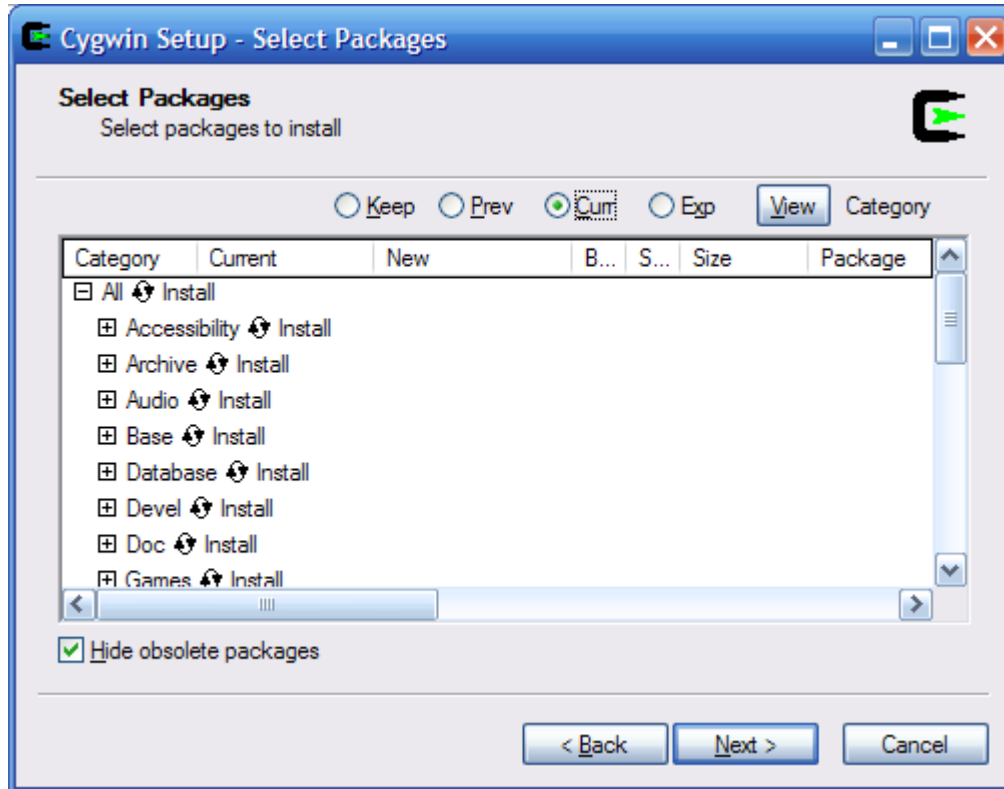 Cygwin Setup - Select Packages
Select Packages
Select packages to install
Keep Prev Curr Exp View Category
Category Current New B... S... Size Package
All Install
Accessibility Install
Archive Install
Audio Install
Base Install
Database Install
Devel Install
Doc Install
Games Install
Hide obsolete packages
< Back Next > Cancel